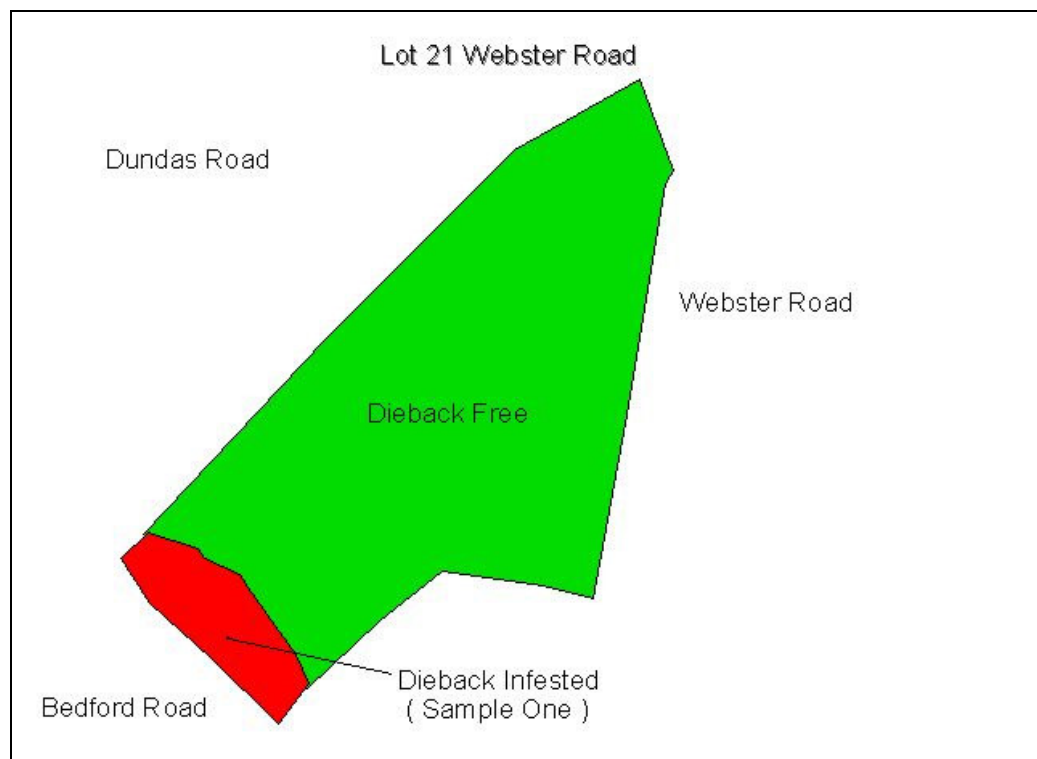 Lot 21 Webster Road
Dundas Road
Webster Road
Dieback Free
Dieback Infested
( Sample One )
Bedford Road